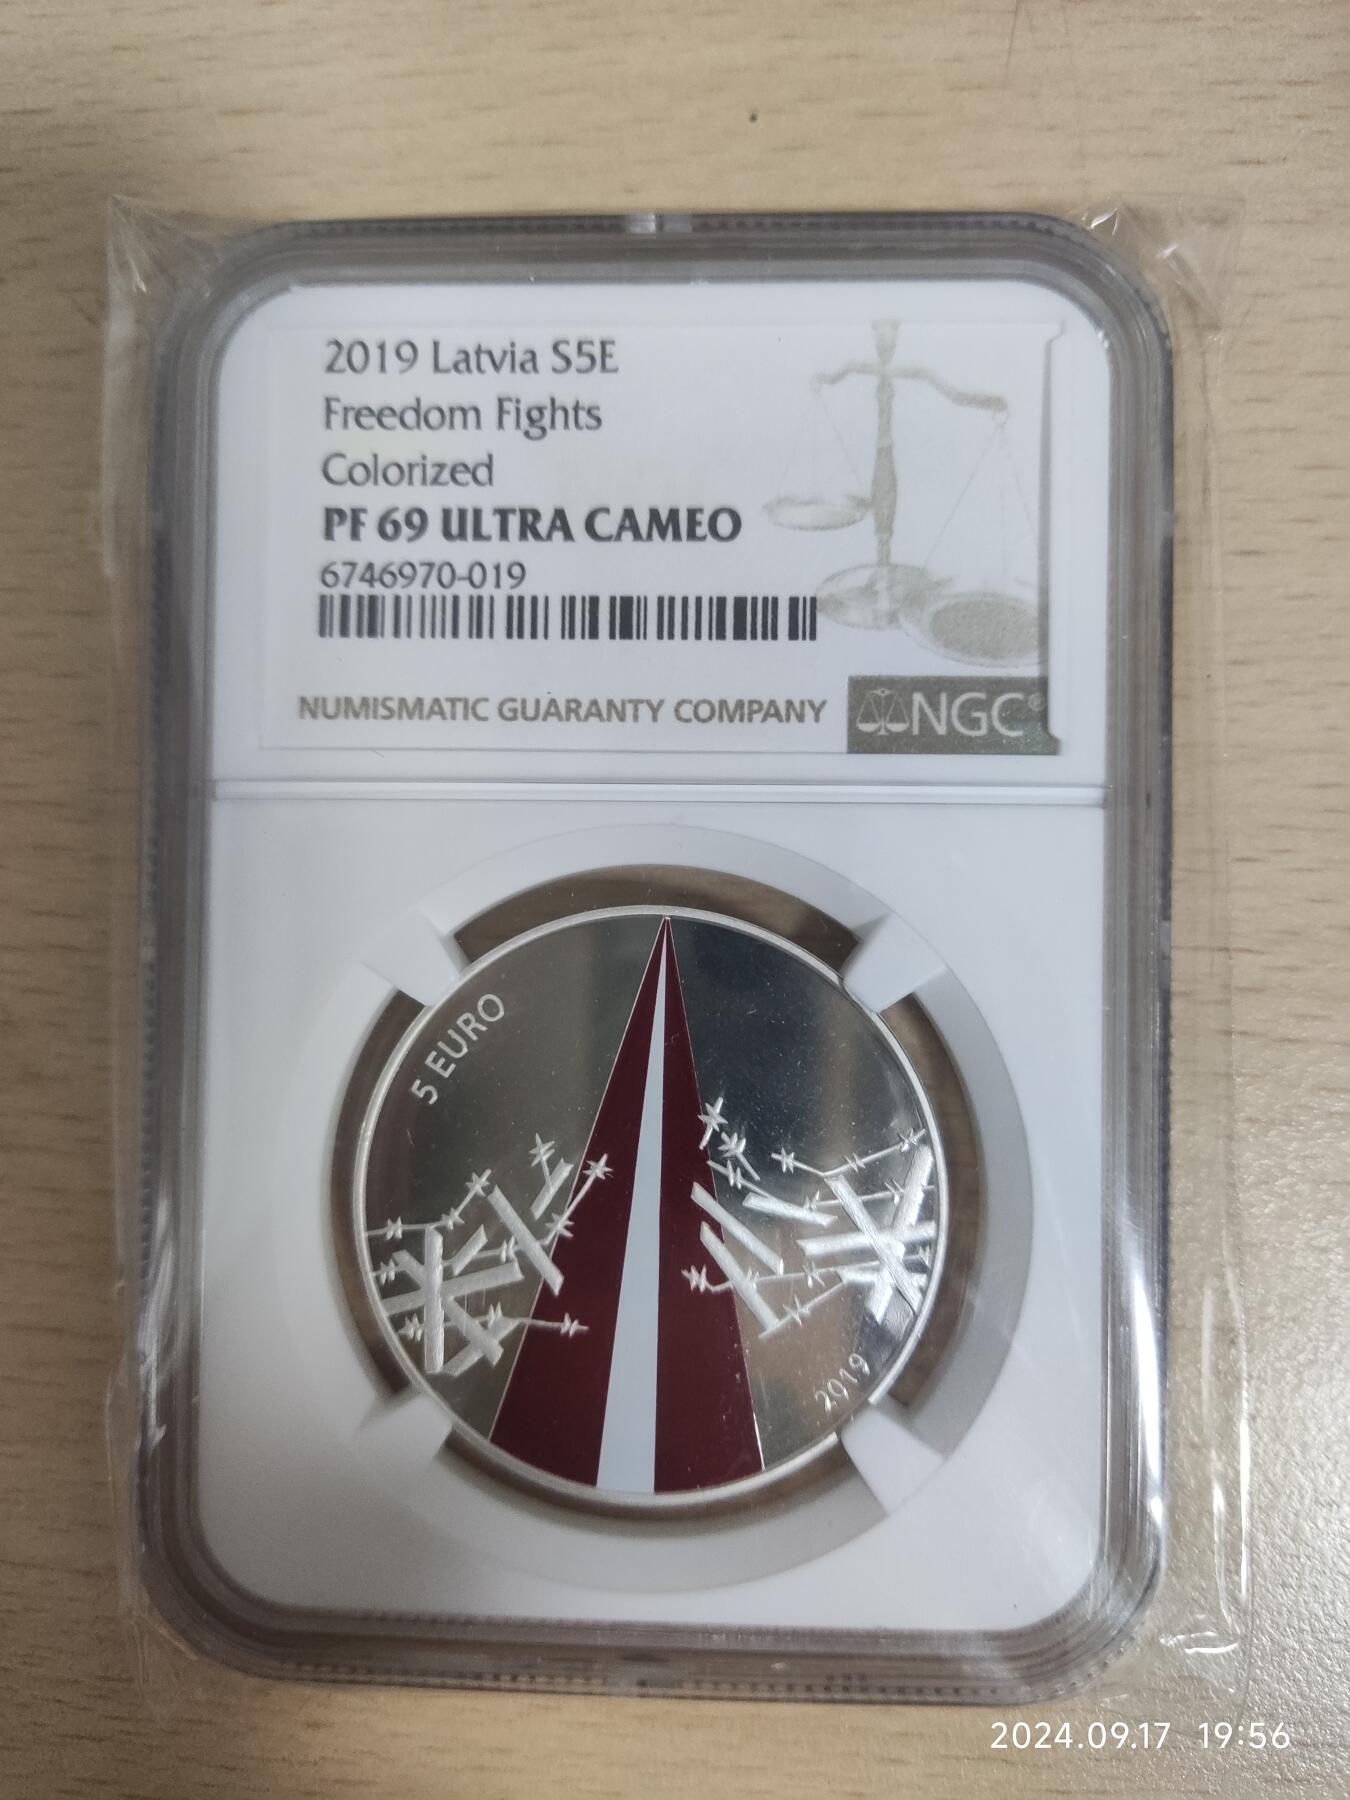 2019 Latvia S5E
Freedom Fights
Colorized
PF 69 ULTRA CAMEO
6746970-019
NUMISMATIC GUARANTY COMPANY
NGC®
5 EURO
2019
2024.09.17 19:56